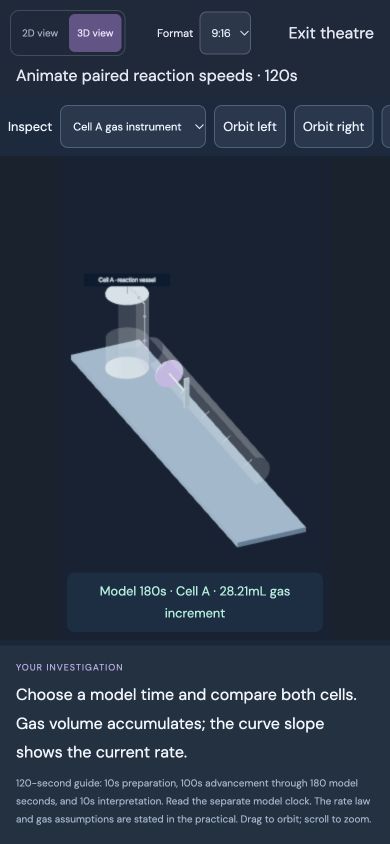 2D view 3D view Format 9:16 Exit theatre
Animate paired reaction speeds · 120s
Inspect Cell A gas instrument Orbit left Orbit right
Cell A · reaction vessel
Model 180s · Cell A · 28.21mL gas
increment
YOUR INVESTIGATION
Choose a model time and compare both cells.
Gas volume accumulates; the curve slope
shows the current rate.
120-second guide: 10s preparation, 100s advancement through 180 model
seconds, and 10s interpretation. Read the separate model clock. The rate law
and gas assumptions are stated in the practical. Drag to orbit; scroll to zoom.